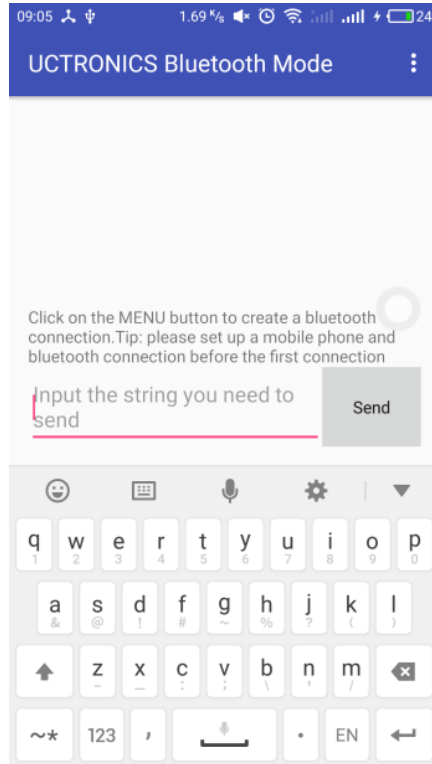 09:05 1.69 K/s 24
UCTRONICS Bluetooth Mode
Click on the MENU button to create a bluetooth
connection.Tip: please set up a mobile phone and
bluetooth connection before the first connection
Input the string you need to
send
Send
q w e r t y u i o p
1 2 3 4 5 6 7 8 9 0
a s d f g h j k l
& @ ! # ~ % ? ( )
z x c v b n m
- _ : ; \ ' /
~* 123 , . EN